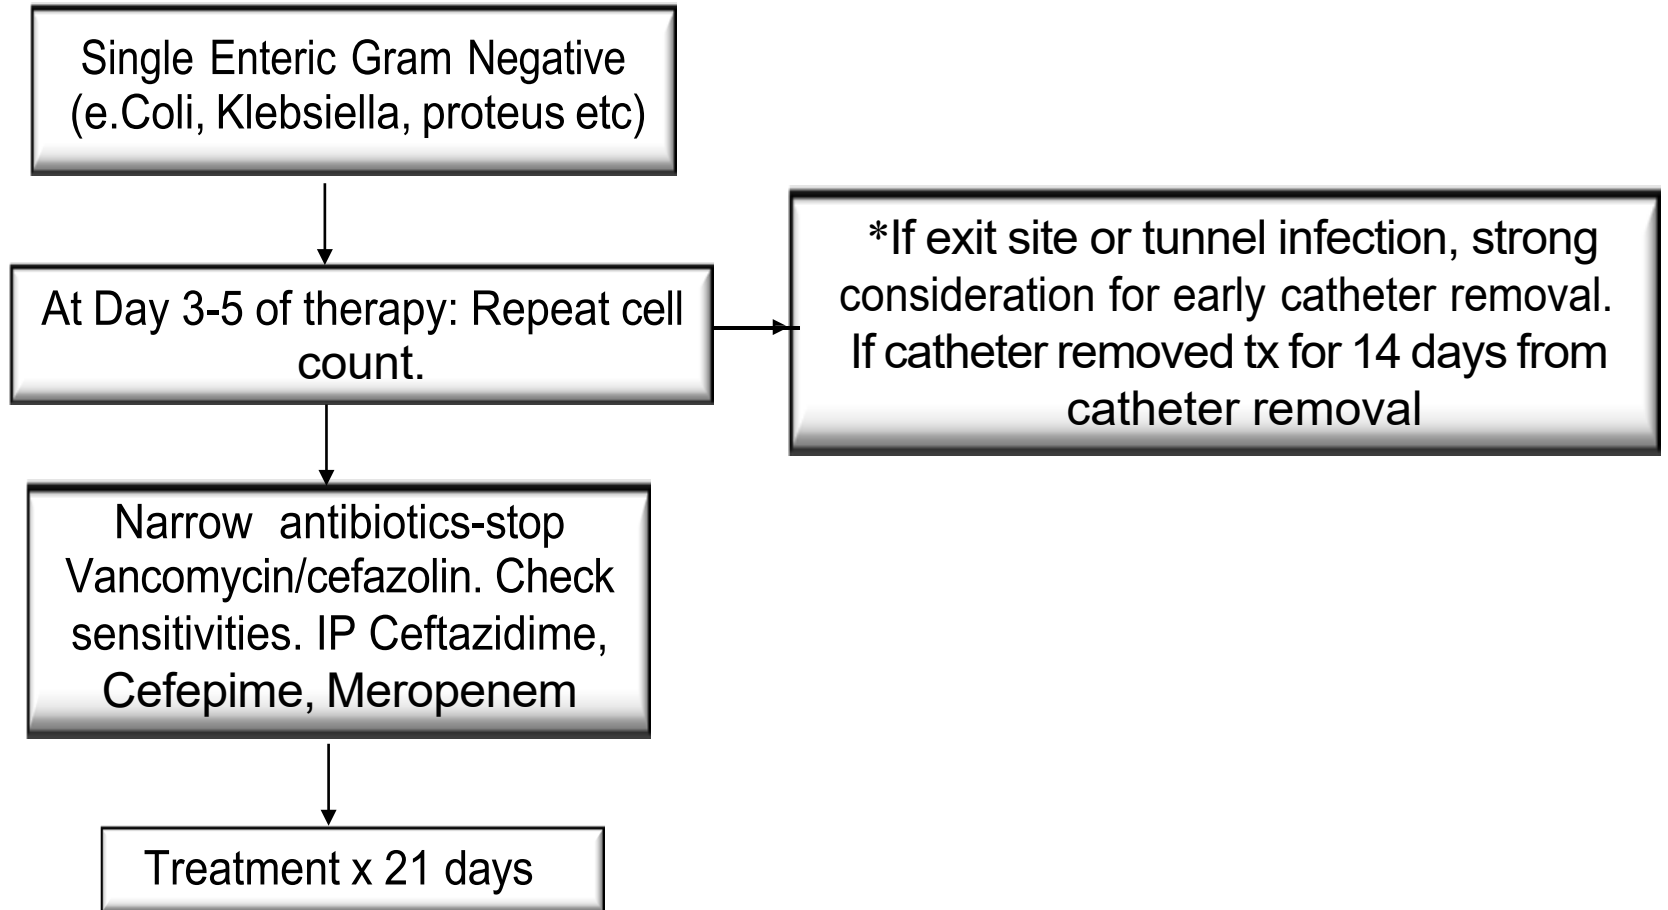 Single Enteric Gram Negative
(e.Coli, Klebsiella, proteus etc)
At Day 3-5 of therapy: Repeat cell
count.
*If exit site or tunnel infection, strong
consideration for early catheter removal.
If catheter removed tx for 14 days from
catheter removal
Narrow antibiotics-stop
Vancomycin/cefazolin. Check
sensitivities. IP Ceftazidime,
Cefepime, Meropenem
Treatment x 21 days